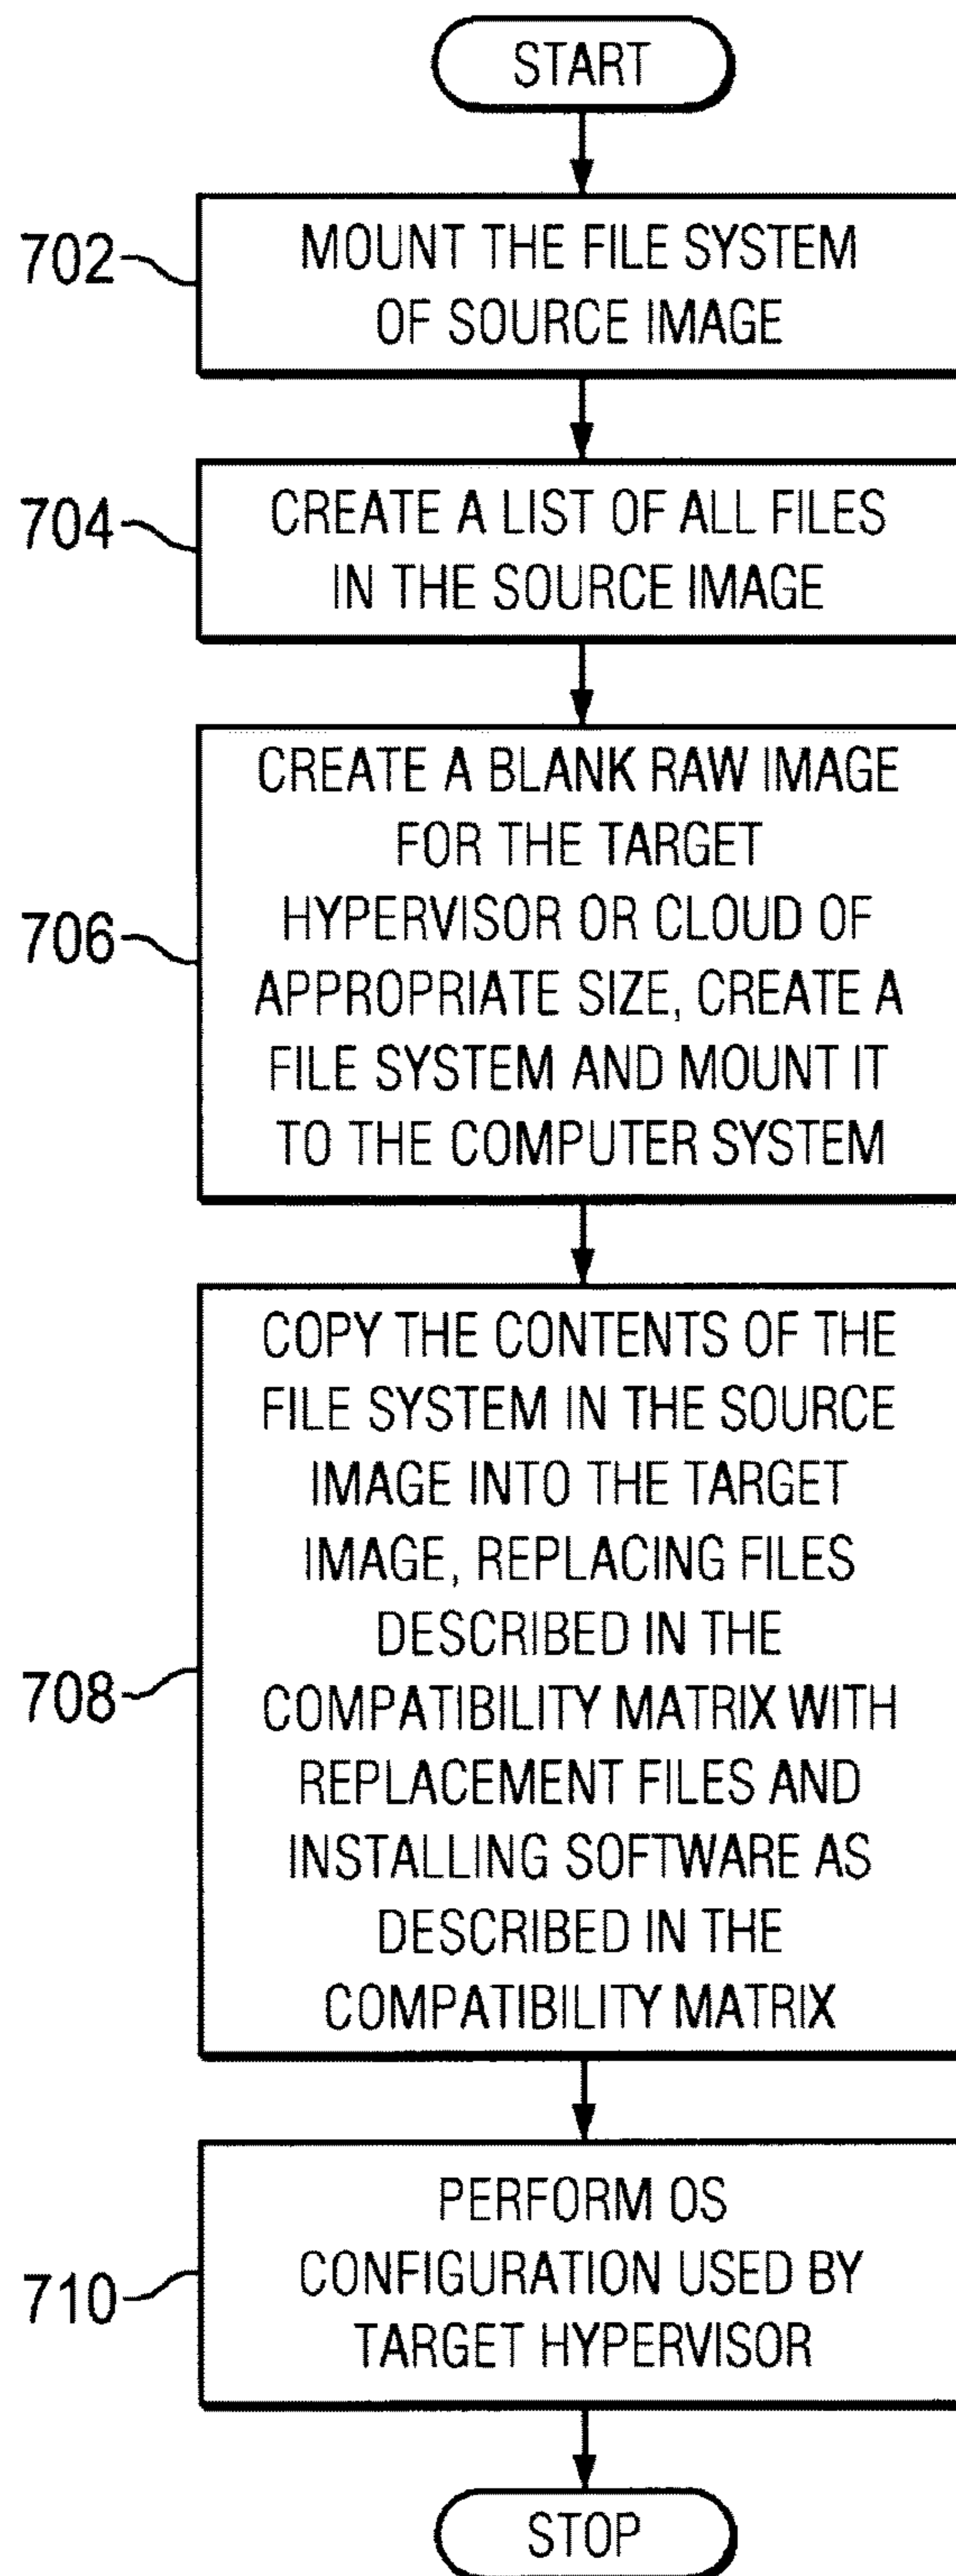 START
702
MOUNT THE FILE SYSTEM
OF SOURCE IMAGE
704
CREATE A LIST OF ALL FILES
IN THE SOURCE IMAGE
706
CREATE A BLANK RAW IMAGE
FOR THE TARGET
HYPERVISOR OR CLOUD OF
APPROPRIATE SIZE, CREATE A
FILE SYSTEM AND MOUNT IT
TO THE COMPUTER SYSTEM
708
COPY THE CONTENTS OF THE
FILE SYSTEM IN THE SOURCE
IMAGE INTO THE TARGET
IMAGE, REPLACING FILES
DESCRIBED IN THE
COMPATIBILITY MATRIX WITH
REPLACEMENT FILES AND
INSTALLING SOFTWARE AS
DESCRIBED IN THE
COMPATIBILITY MATRIX
710
PERFORM OS
CONFIGURATION USED BY
TARGET HYPERVISOR
STOP